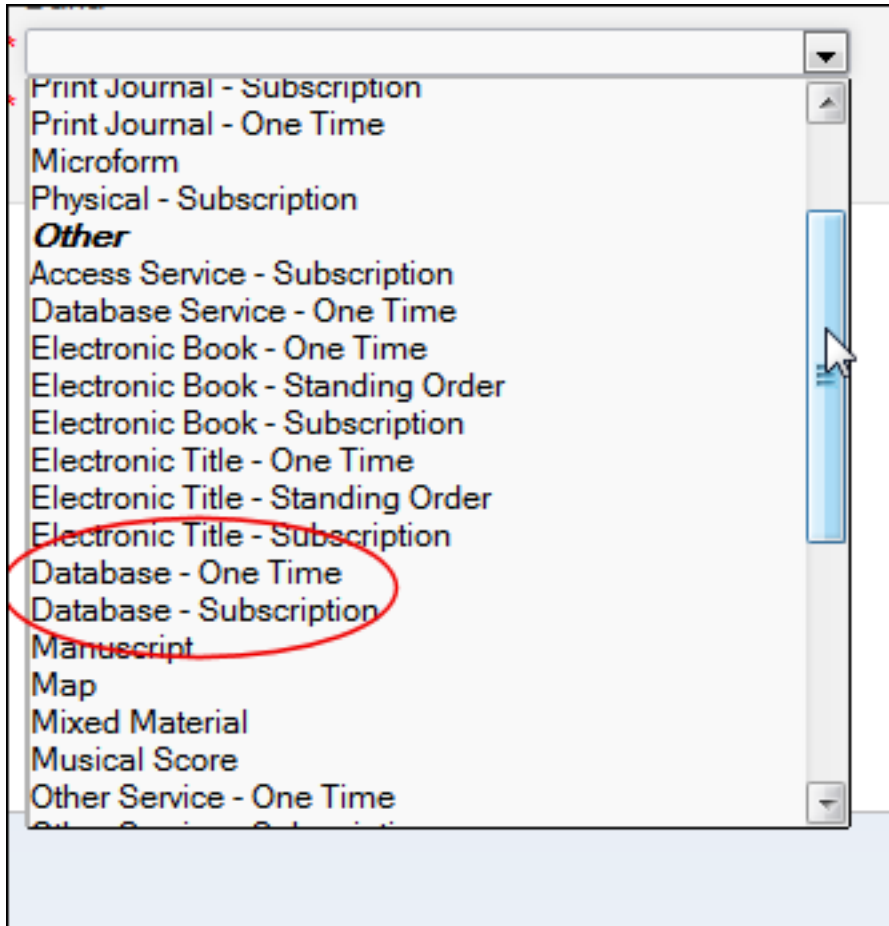 *
*
Print Journal - Subscription
Print Journal - One Time
Microform
Physical - Subscription
Other
Access Service - Subscription
Database Service - One Time
Electronic Book - One Time
Electronic Book - Standing Order
Electronic Book - Subscription
Electronic Title - One Time
Electronic Title - Standing Order
Electronic Title - Subscription
Database - One Time
Database - Subscription
Manuscript
Map
Mixed Material
Musical Score
Other Service - One Time